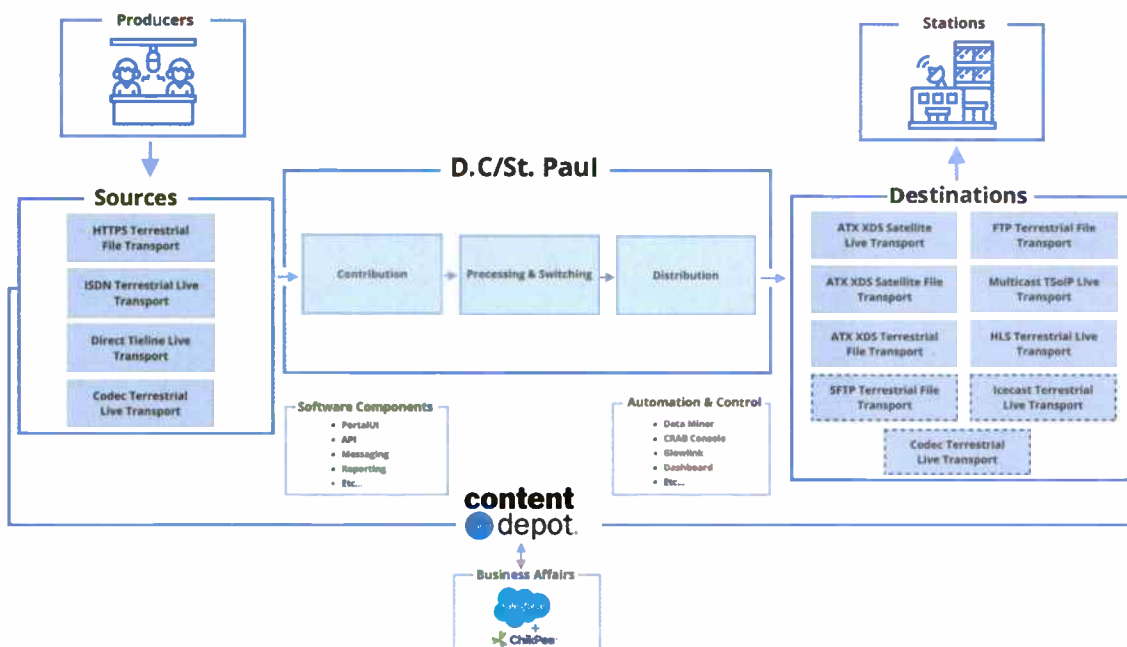 Producers
Stations
Sources
HTTPS Terrestrial
File Transport
ISDN Terrestrial Live
Transport
Direct Tieline Live
Transport
Codec Terrestrial
Live Transport
D.C/St. Paul
Contribution
Processing & Switching
Distribution
Destinations
ATX XDS Satellite
Live Transport
FTP Terrestrial File
Transport
ATX XDS Satellite File
Transport
Multicast TSoIP Live
Transport
ATX XDS Terrestrial
File Transport
HLS Terrestrial Live
Transport
SFTP Terrestrial File
Transport
Icecast Terrestrial
Live Transport
Codec Terrestrial
Live Transport
Software Components
• PortalUI
• API
• Messaging
• Reporting
• Etc...
Automation & Control
• Data Miner
• CRAB Console
• Glowlink
• Dashboard
• Etc...
content
depot.
Business Affairs
salesforce
+